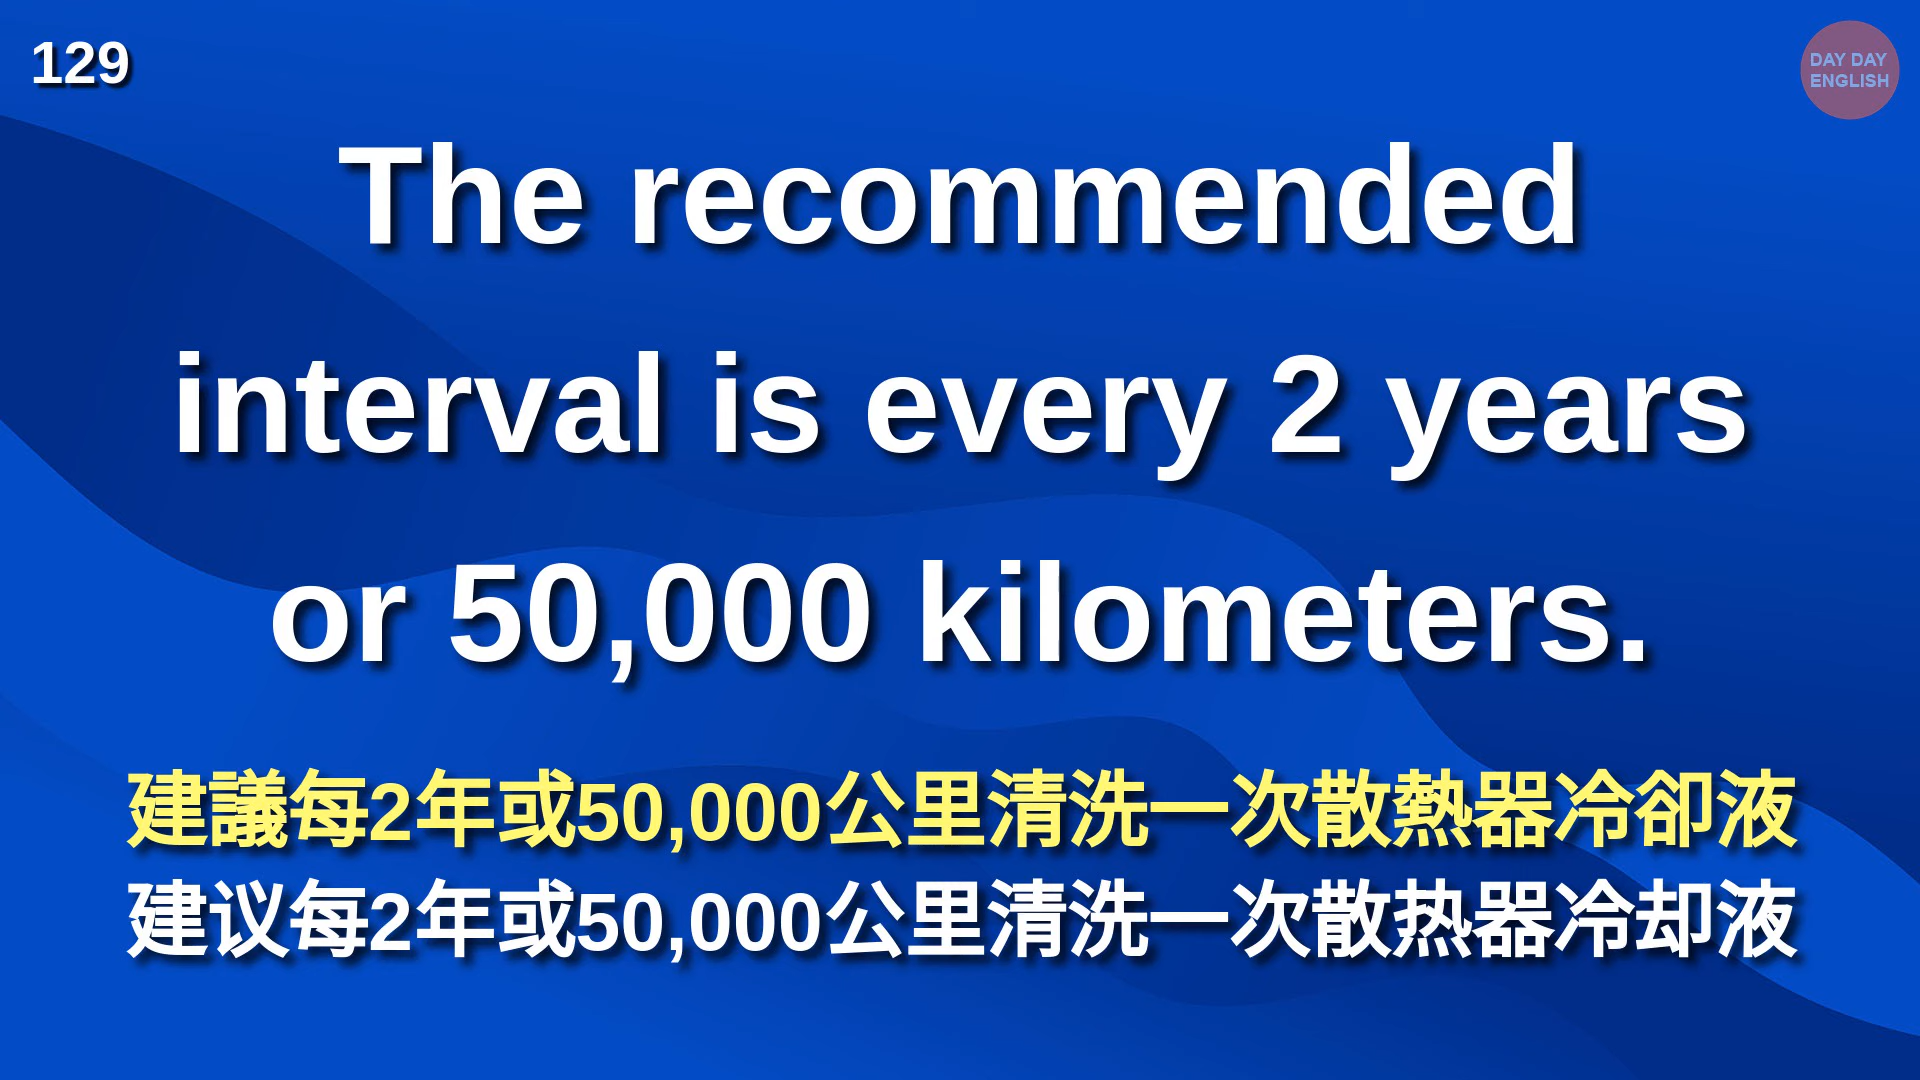 129
DAY DAY
ENGLISH
The recommended
interval is every 2 years
or 50,000 kilometers.
建議每2年或50,000公里清洗一次散熱器冷卻液
建议每2年或50,000公里清洗一次散热器冷却液